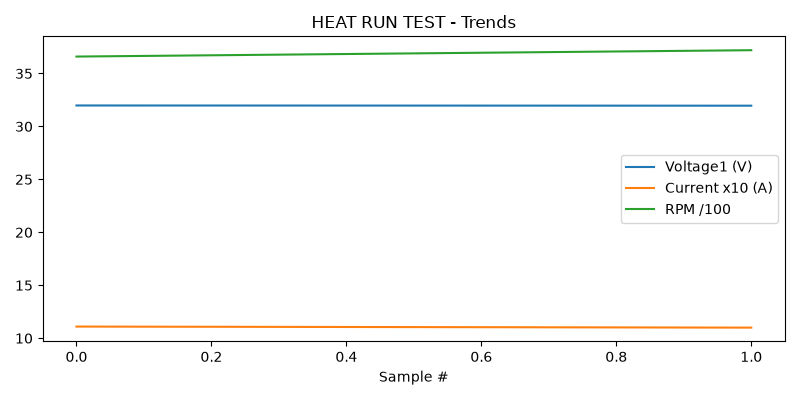 HEAT RUN TEST - Trends
35
30
25
20
15
10
Voltage1 (V)
Current x10 (A)
RPM /100
0.0 0.2 0.4 0.6 0.8 1.0
Sample #